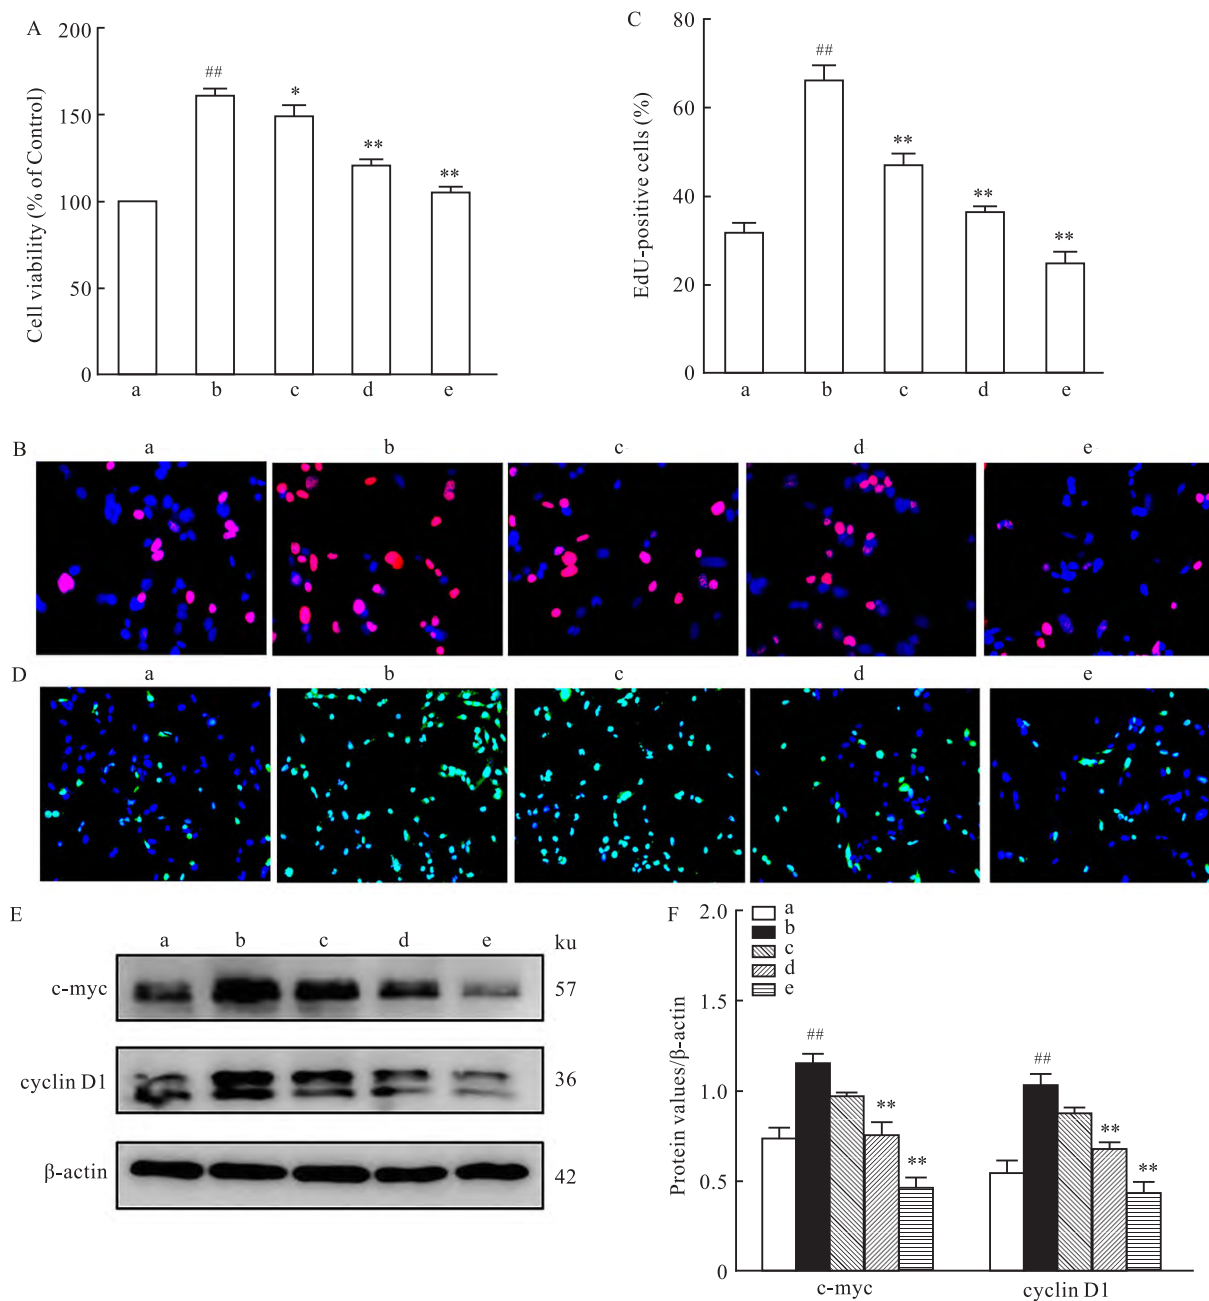 A
Cell viability (% of Control)
200
150
100
50
0
##
*
**
**
a b c d e
C
EdU-positive cells (%)
80
60
40
20
0
##
**
**
**
a b c d e
B
a b c d e
D
a b c d e
E
a b c d e ku
c-myc 57
cyclin D1 36
β-actin 42
F
Protein values/β-actin
2.0
1.5
1.0
0.5
0
a
b
c
d
e
##
**
**
##
**
**
c-myc cyclin D1